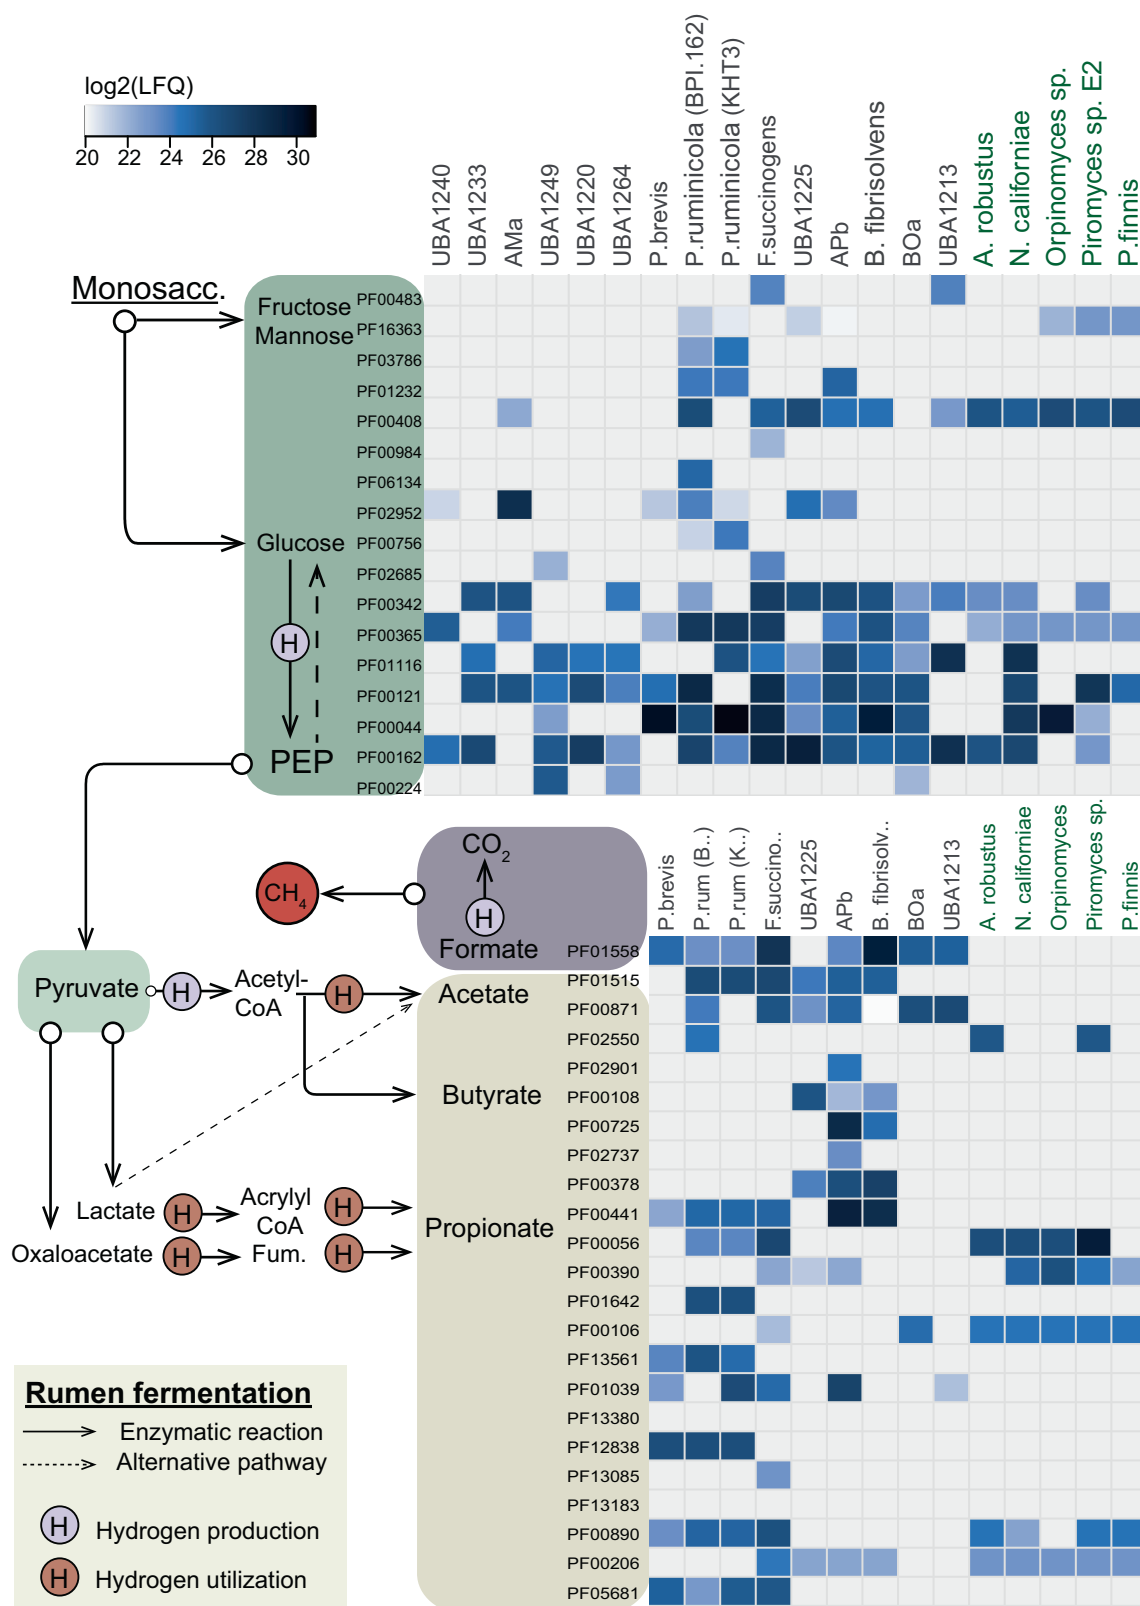 log2(LFQ)
20 22 24 26 28 30
UBA1240
UBA1233
AMa
UBA1249
UBA1220
UBA1264
P.brevis
P.ruminicola (BPI.162)
P.ruminicola (KHT3)
F.succinogens
UBA1225
APb
B. fibrisolvens
BOa
UBA1213
A. robustus
N. californiae
Orpinomyces sp.
Piromyces sp. E2
P.finnis
Monosacc.
Fructose
Mannose
Glucose
H
PEP
PF00483
PF16363
PF03786
PF01232
PF00408
PF00984
PF06134
PF02952
PF00756
PF02685
PF00342
PF00365
PF01116
PF00121
PF00044
PF00162
PF00224
P.brevis
P.rum (B..)
P.rum (K..)
F.succino..
UBA1225
APb
B. fibrisolv..
BOa
UBA1213
A. robustus
N. californiae
Orpinomyces
Piromyces sp.
P.finnis
CO2
CH4
H
Formate
Pyruvate
H
Acetyl-
CoA
H
Acetate
Butyrate
Lactate
H
Acrylyl
CoA
H
Propionate
Oxaloacetate
H
Fum.
H
PF01558
PF01515
PF00871
PF02550
PF02901
PF00108
PF00725
PF02737
PF00378
PF00441
PF00056
PF00390
PF01642
PF00106
PF13561
PF01039
PF13380
PF12838
PF13085
PF13183
PF00890
PF00206
PF05681
Rumen fermentation
Enzymatic reaction
Alternative pathway
H Hydrogen production
H Hydrogen utilization